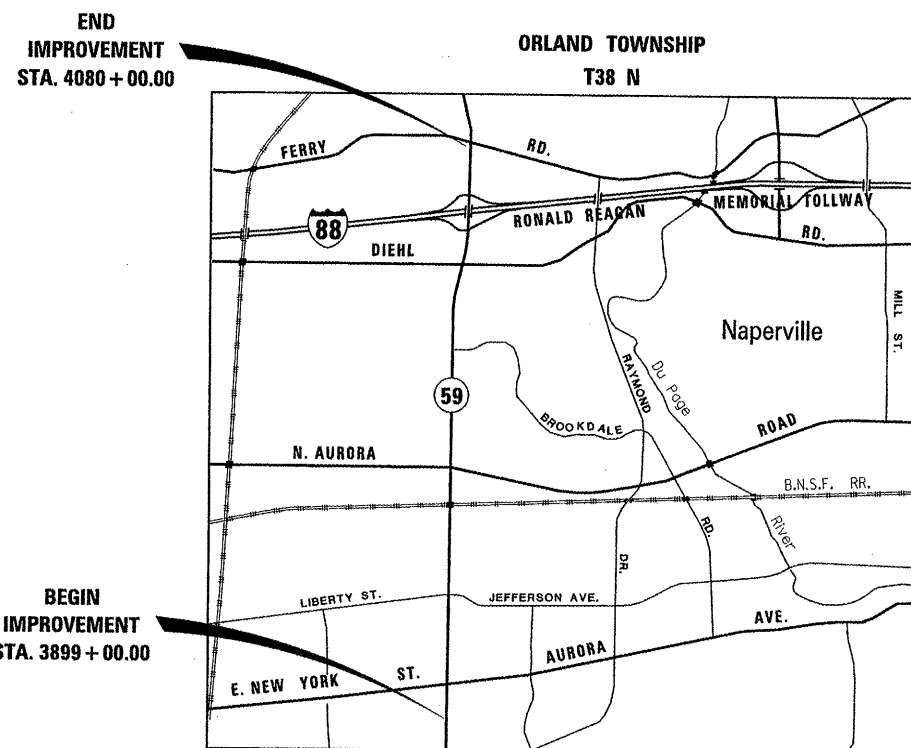 END
IMPROVEMENT
STA. 4080+00.00
ORLAND TOWNSHIP
T38 N
FERRY RD.
88
RONALD REAGAN MEMORIAL TOLLWAY
DIEHL RD.
MILL ST.
Naperville
59
RAYMOND RD.
Du Page River
BROOKDALE DR.
N. AURORA ROAD
B.N.S.F. RR.
BEGIN
IMPROVEMENT
STA. 3899+00.00
LIBERTY ST.
JEFFERSON AVE.
E. NEW YORK ST.
AURORA AVE.